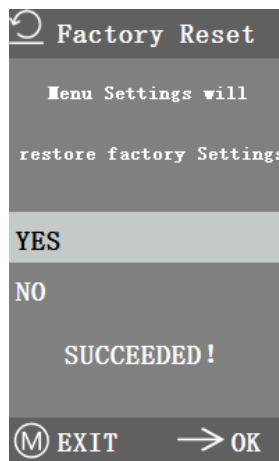 Factory Reset
Menu Settings will
restore factory Settings
YES
NO
SUCCEEDED!
M EXIT → OK